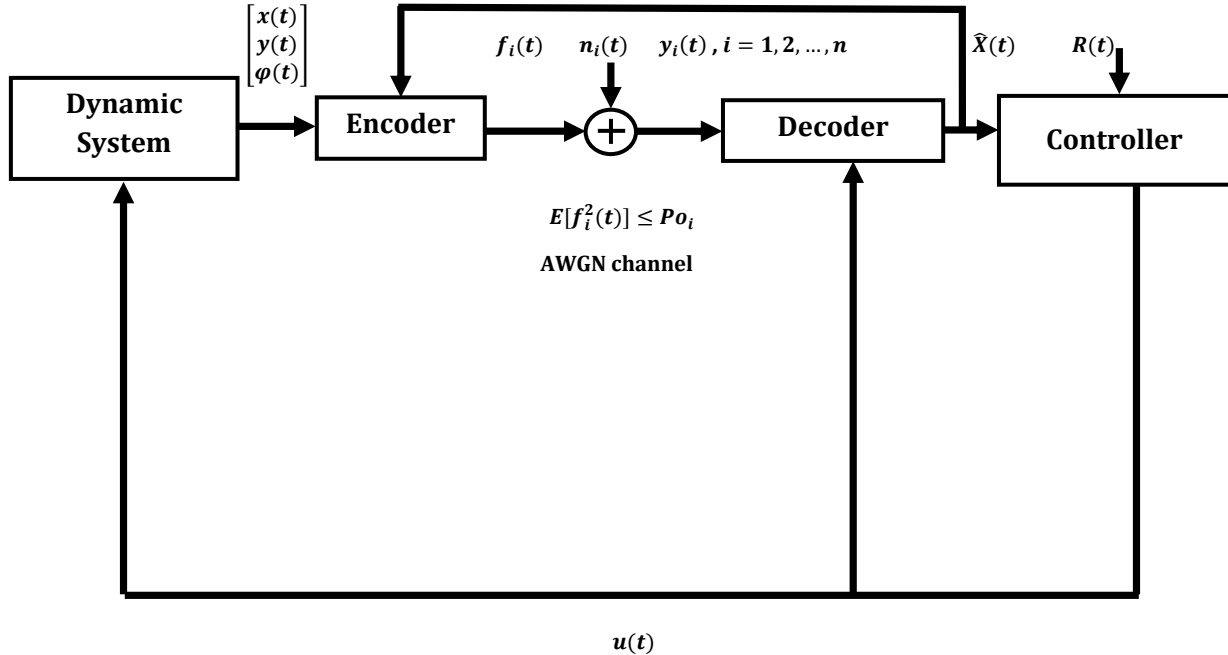 [x(t)
y(t)
φ(t)]
f_i(t) n_i(t) y_i(t) , i = 1, 2, …, n
X̂(t)
R(t)
Dynamic
System
Encoder
+
Decoder
Controller
E[f_i^2(t)] ≤ Po_i
AWGN channel
u(t)